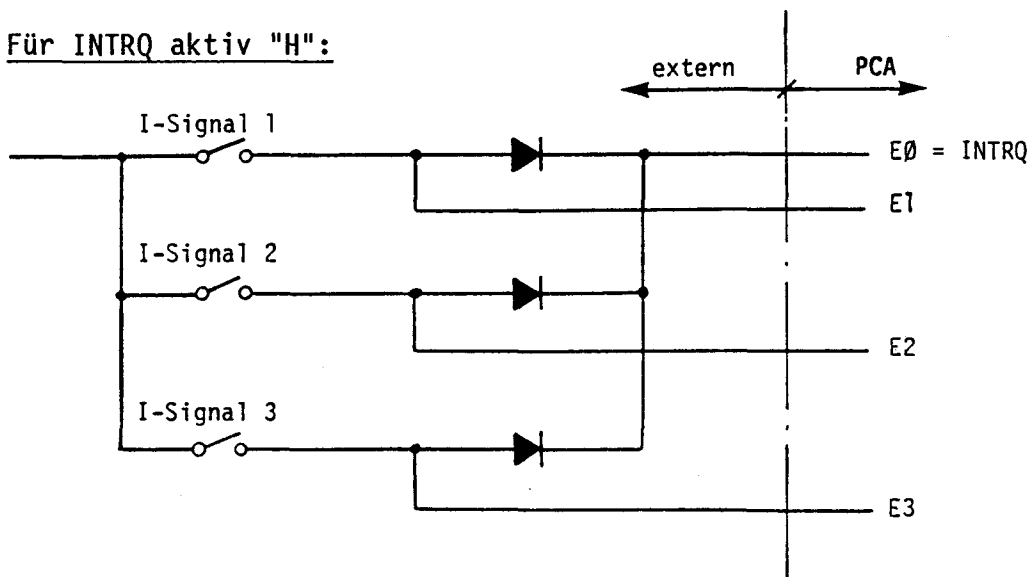 Für INTRQ aktiv "H":
extern
PCA
I-Signal 1
EØ = INTRQ
E1
I-Signal 2
E2
I-Signal 3
E3